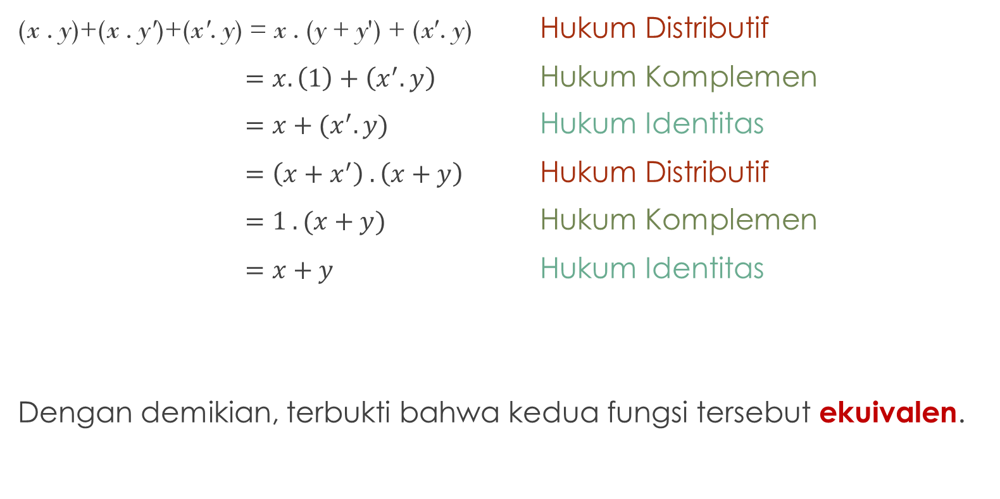 (x . y)+(x . y')+(x'. y) = x . (y + y') + (x'. y) Hukum Distributif
= x. (1) + (x'. y) Hukum Komplemen
= x + (x'. y) Hukum Identitas
= (x + x') . (x + y) Hukum Distributif
= 1 . (x + y) Hukum Komplemen
= x + y Hukum Identitas
Dengan demikian, terbukti bahwa kedua fungsi tersebut ekuivalen.